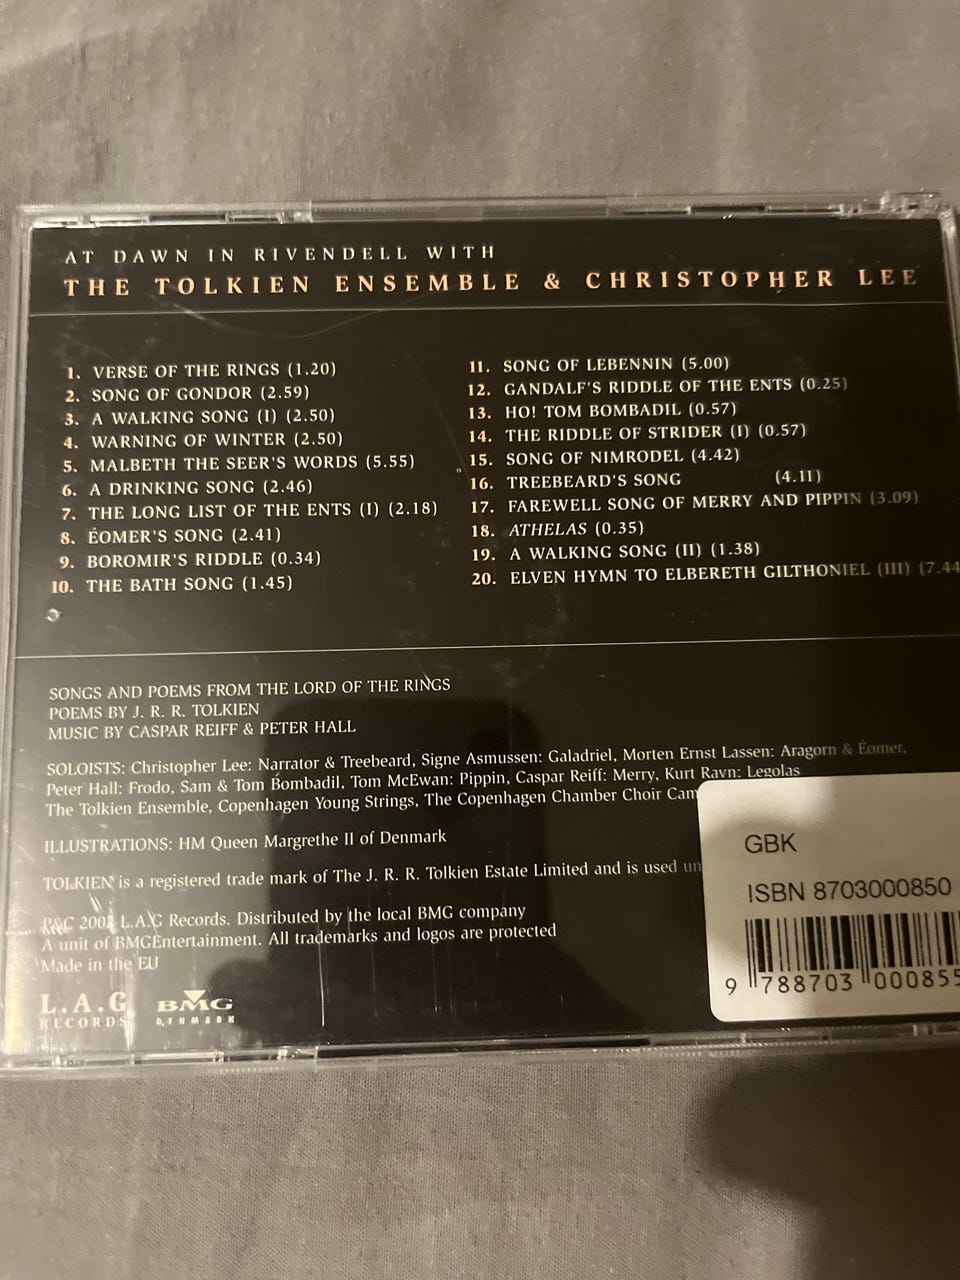 AT DAWN IN RIVENDELL WITH
THE TOLKIEN ENSEMBLE & CHRISTOPHER LEE
1. VERSE OF THE RINGS (1.20)
2. SONG OF GONDOR (2.59)
3. A WALKING SONG (I) (2.50)
4. WARNING OF WINTER (2.50)
5. MALBETH THE SEER'S WORDS (5.55)
6. A DRINKING SONG (2.46)
7. THE LONG LIST OF THE ENTS (I) (2.18)
8. ÉOMER'S SONG (2.41)
9. BOROMIR'S RIDDLE (0.34)
10. THE BATH SONG (1.45)
11. SONG OF LEBENNIN (5.00)
12. GANDALF'S RIDDLE OF THE ENTS (0.25)
13. HO! TOM BOMBADIL (0.57)
14. THE RIDDLE OF STRIDER (I) (0.57)
15. SONG OF NIMRODEL (4.42)
16. TREEBEARD'S SONG (4.11)
17. FAREWELL SONG OF MERRY AND PIPPIN (3.09)
18. ATHELAS (0.35)
19. A WALKING SONG (II) (1.38)
20. ELVEN HYMN TO ELBERETH GILTHONIEL (III) (7.44
SONGS AND POEMS FROM THE LORD OF THE RINGS
POEMS BY J. R. R. TOLKIEN
MUSIC BY CASPAR REIFF & PETER HALL
SOLOISTS: Christopher Lee: Narrator & Treebeard, Signe Asmussen: Galadriel, Morten Ernst Lassen: Aragorn & Éomer,
Peter Hall: Frodo, Sam & Tom Bombadil, Tom McEwan: Pippin, Caspar Reiff: Merry, Kurt Ravn: Legolas
The Tolkien Ensemble, Copenhagen Young Strings, The Copenhagen Chamber Choir Cam
ILLUSTRATIONS: HM Queen Margrethe II of Denmark
TOLKIEN is a registered trade mark of The J. R. R. Tolkien Estate Limited and is used un
P&C L.A.G Records. Distributed by the local BMG company
A unit of BMGEntertainment. All trademarks and logos are protected
Made in the EU
L.A.G RECORDS
BMG DENMARK
GBK
ISBN 8703000850
9 788703 000855